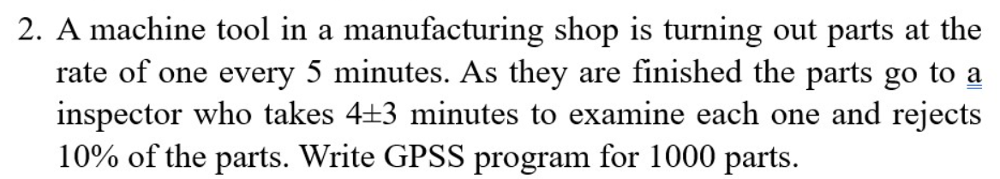 2. A machine tool in a manufacturing shop is turning out parts at the
rate of one every 5 minutes. As they are finished the parts go to a
inspector who takes 4±3 minutes to examine each one and rejects
10% of the parts. Write GPSS program for 1000 parts.